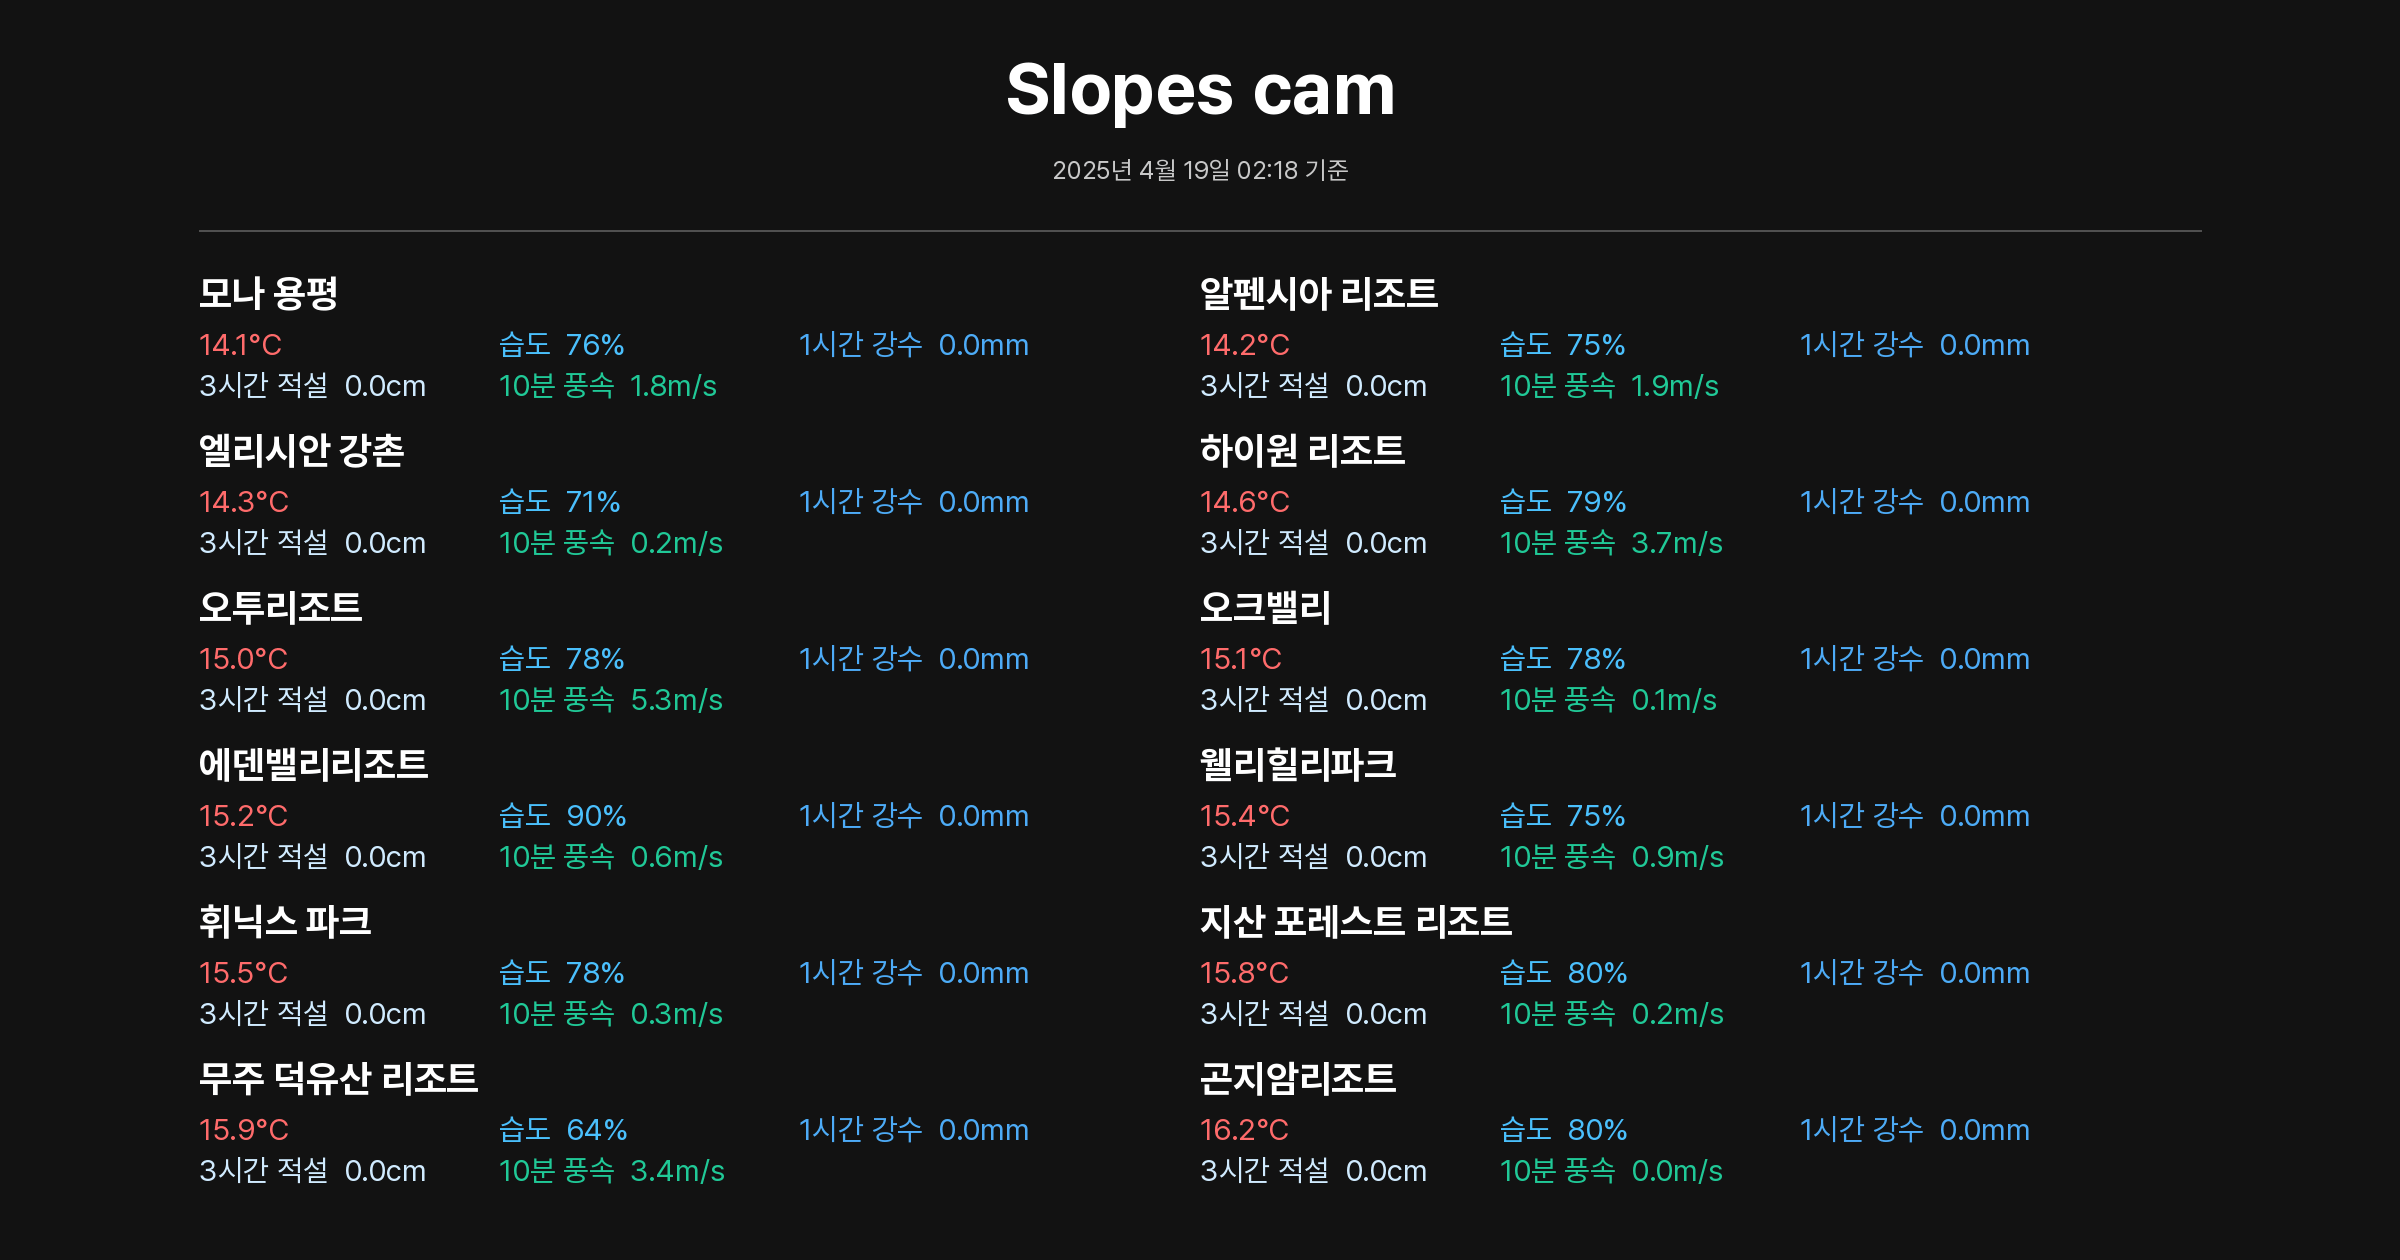 Slopes cam
2025년 4월 19일 02:18 기준
모나 용평
14.1°C 습도 76% 1시간 강수 0.0mm
3시간 적설 0.0cm 10분 풍속 1.8m/s
알펜시아 리조트
14.2°C 습도 75% 1시간 강수 0.0mm
3시간 적설 0.0cm 10분 풍속 1.9m/s
엘리시안 강촌
14.3°C 습도 71% 1시간 강수 0.0mm
3시간 적설 0.0cm 10분 풍속 0.2m/s
하이원 리조트
14.6°C 습도 79% 1시간 강수 0.0mm
3시간 적설 0.0cm 10분 풍속 3.7m/s
오투리조트
15.0°C 습도 78% 1시간 강수 0.0mm
3시간 적설 0.0cm 10분 풍속 5.3m/s
오크밸리
15.1°C 습도 78% 1시간 강수 0.0mm
3시간 적설 0.0cm 10분 풍속 0.1m/s
에덴밸리리조트
15.2°C 습도 90% 1시간 강수 0.0mm
3시간 적설 0.0cm 10분 풍속 0.6m/s
웰리힐리파크
15.4°C 습도 75% 1시간 강수 0.0mm
3시간 적설 0.0cm 10분 풍속 0.9m/s
휘닉스 파크
15.5°C 습도 78% 1시간 강수 0.0mm
3시간 적설 0.0cm 10분 풍속 0.3m/s
지산 포레스트 리조트
15.8°C 습도 80% 1시간 강수 0.0mm
3시간 적설 0.0cm 10분 풍속 0.2m/s
무주 덕유산 리조트
15.9°C 습도 64% 1시간 강수 0.0mm
3시간 적설 0.0cm 10분 풍속 3.4m/s
곤지암리조트
16.2°C 습도 80% 1시간 강수 0.0mm
3시간 적설 0.0cm 10분 풍속 0.0m/s